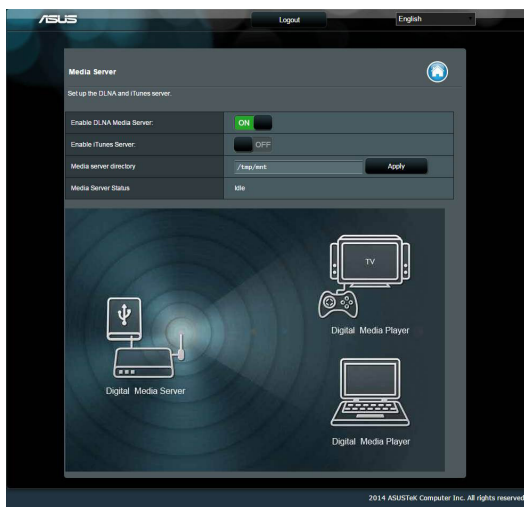 ASUS
Logout
English
Media Server
Set up the DLNA and iTunes server.
Enable DLNA Media Server:
ON
Enable iTunes Server:
OFF
Media server directory
/tmp/mnt
Apply
Media Server Status
Idle
TV
Digital Media Player
Digital Media Server
Digital Media Player
2014 ASUSTeK Computer Inc. All rights reserved